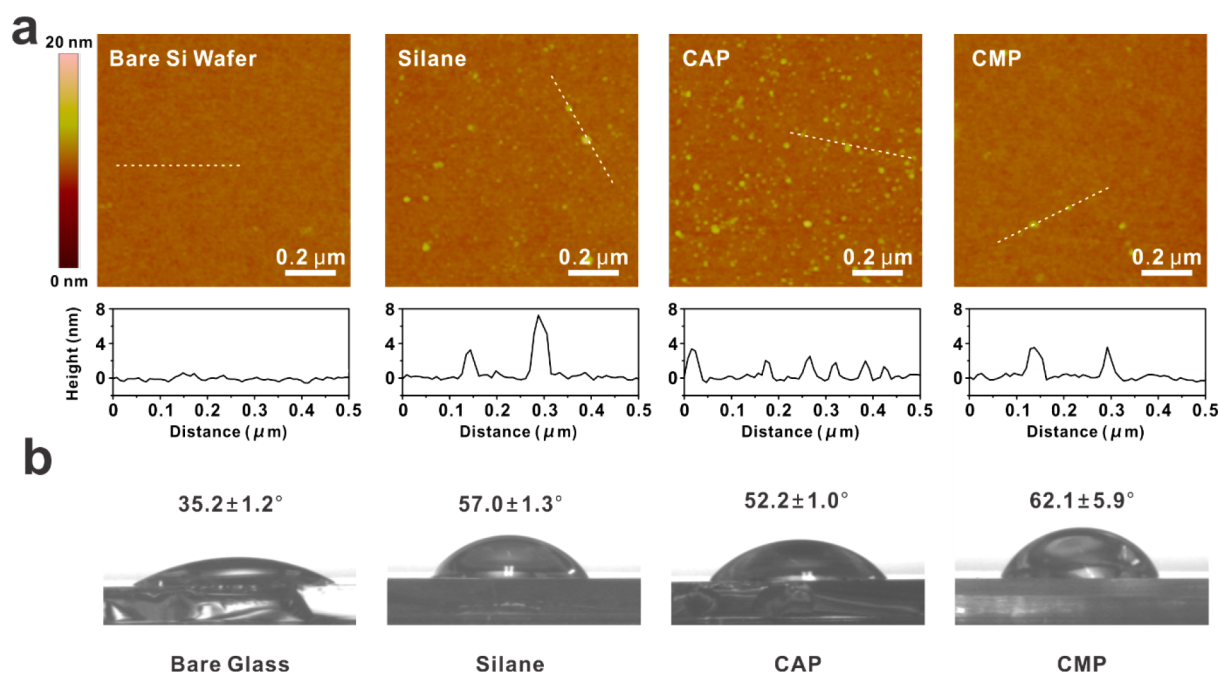 a
20 nm
0 nm
Bare Si Wafer
0.2 μm
Silane
0.2 μm
CAP
0.2 μm
CMP
0.2 μm
Height (nm)
8
4
0
0 0.1 0.2 0.3 0.4 0.5
Distance (μm)
8
4
0
0 0.1 0.2 0.3 0.4 0.5
Distance (μm)
8
4
0
0 0.1 0.2 0.3 0.4 0.5
Distance (μm)
8
4
0
0 0.1 0.2 0.3 0.4 0.5
Distance (μm)
b
35.2±1.2° 57.0±1.3° 52.2±1.0° 62.1±5.9°
Bare Glass Silane CAP CMP